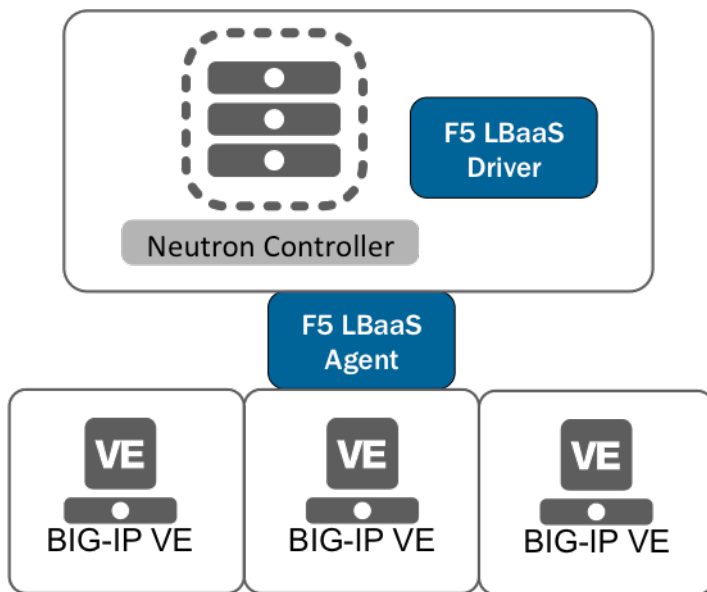 F5 LBaaS
Driver
Neutron Controller
F5 LBaaS
Agent
VE
VE
VE
BIG-IP VE
BIG-IP VE
BIG-IP VE